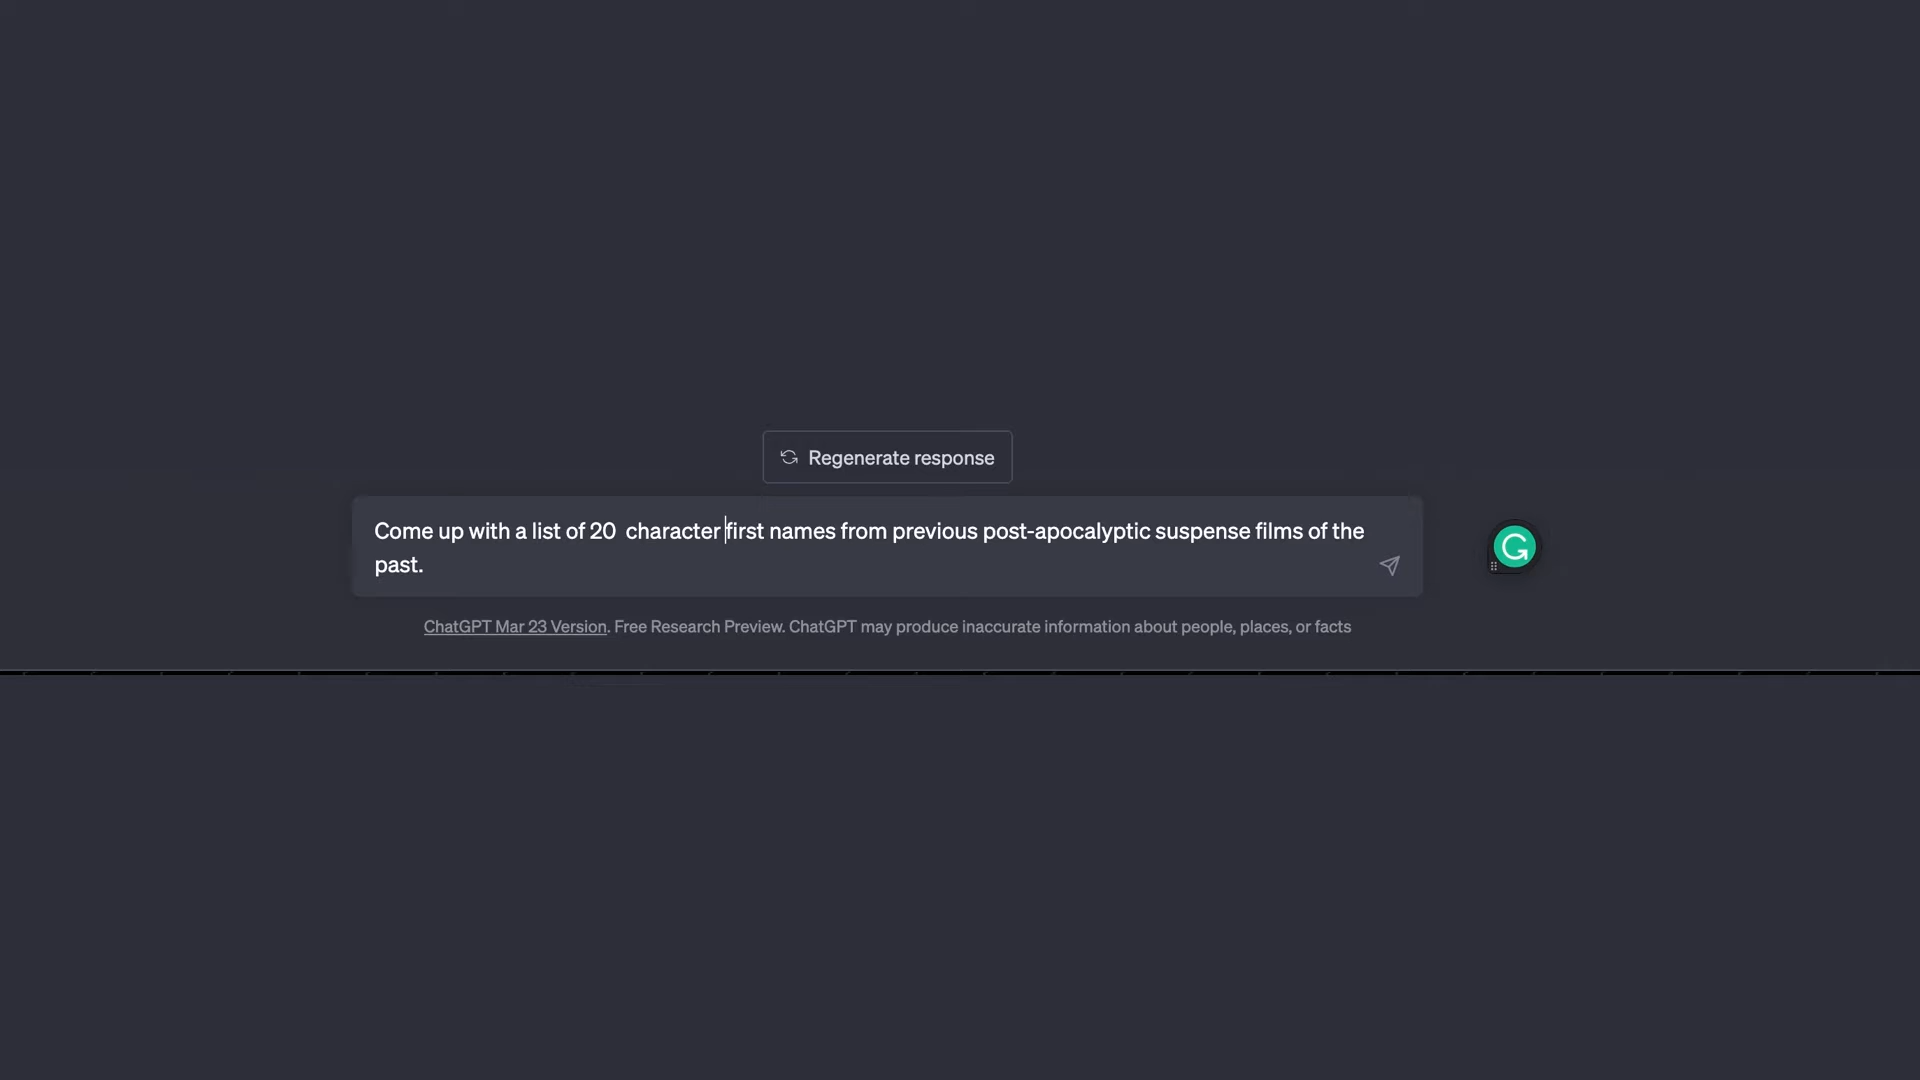 Regenerate response
Come up with a list of 20  character first names from previous post-apocalyptic suspense films of the
past.
ChatGPT Mar 23 Version. Free Research Preview. ChatGPT may produce inaccurate information about people, places, or facts